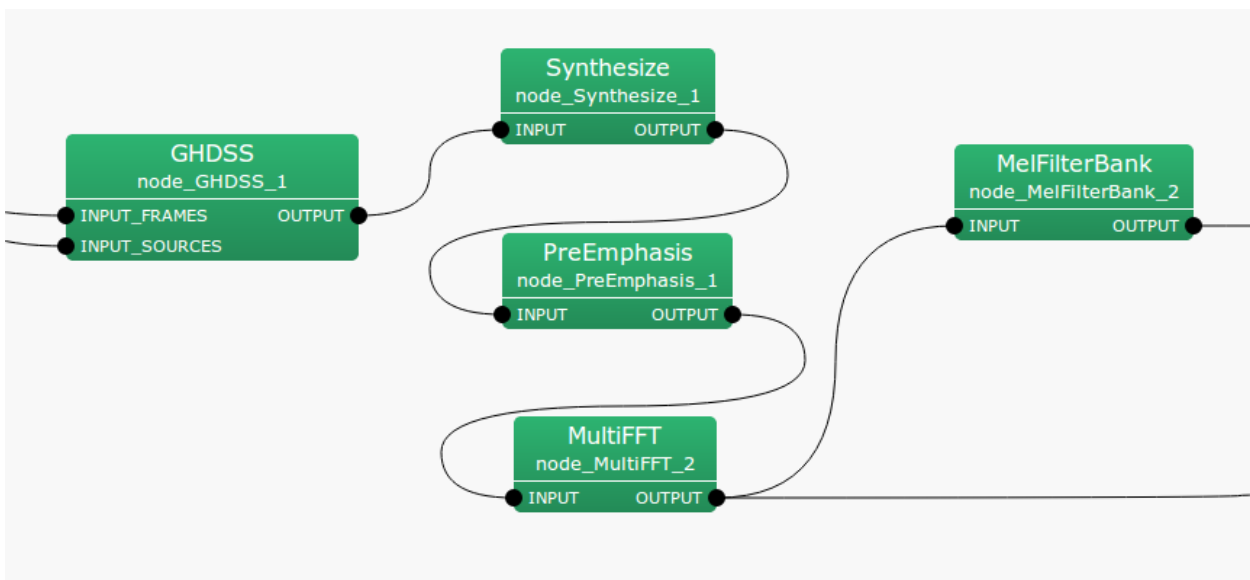 Synthesize
node_Synthesize_1
INPUT OUTPUT
GHDSS
node_GHDSS_1
INPUT_FRAMES OUTPUT
INPUT_SOURCES
MelFilterBank
node_MelFilterBank_2
INPUT OUTPUT
PreEmphasis
node_PreEmphasis_1
INPUT OUTPUT
MultiFFT
node_MultiFFT_2
INPUT OUTPUT